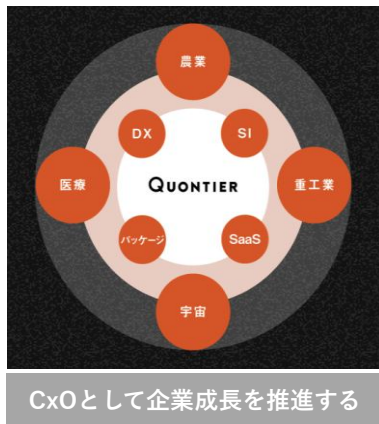 農業
DX
SI
医療
QUONTIER
重工業
パッケージ
SaaS
宇宙
CxOとして企業成長を推進する